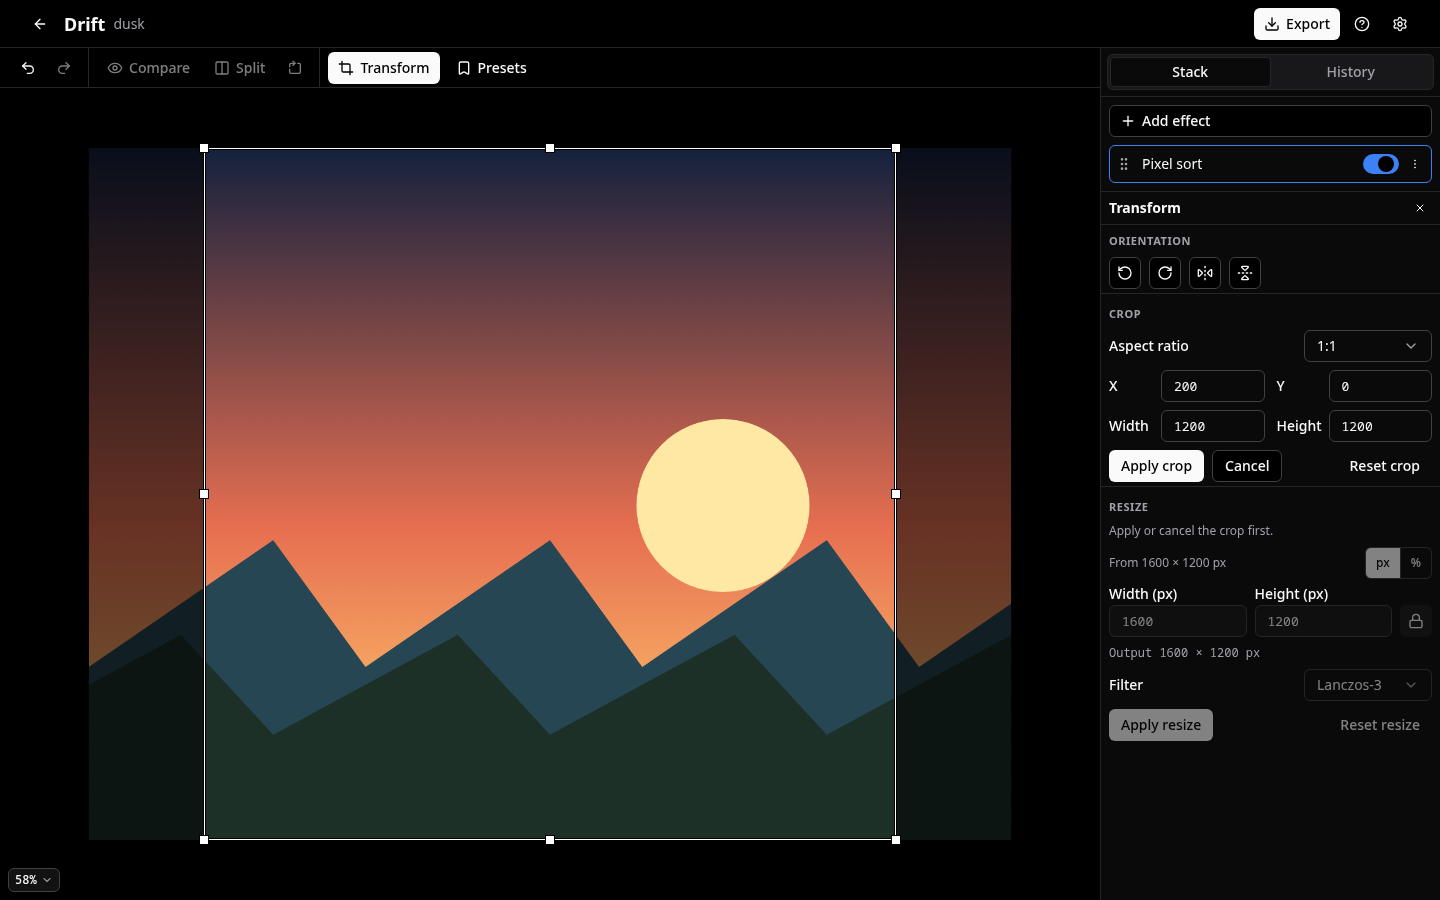 Drift dusk
Export
Compare Split Transform Presets
Stack History
Add effect
Pixel sort
Transform
ORIENTATION
CROP
Aspect ratio 1:1
X 200 Y 0
Width 1200 Height 1200
Apply crop Cancel Reset crop
RESIZE
Apply or cancel the crop first.
From 1600 × 1200 px px %
Width (px) Height (px)
1600 1200
Output 1600 × 1200 px
Filter Lanczos-3
Apply resize Reset resize
58%